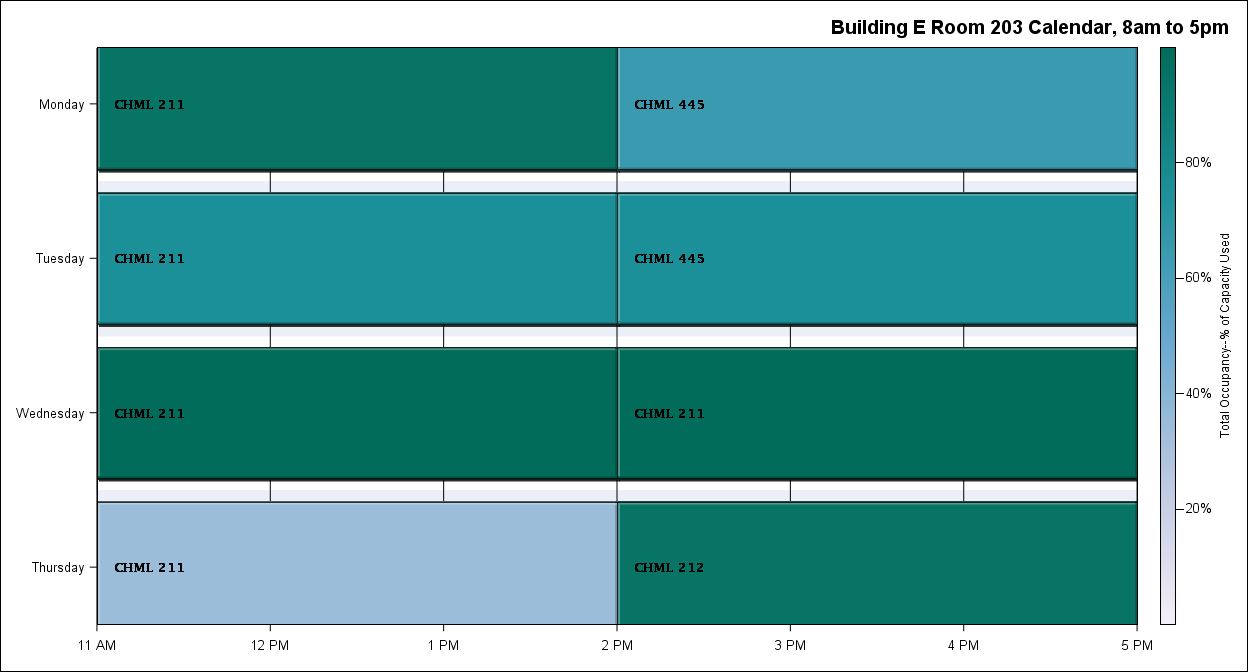 Building E Room 203 Calendar, 8am to 5pm
Monday
CHML 211
CHML 445
Tuesday
CHML 211
CHML 445
Wednesday
CHML 211
CHML 211
Thursday
CHML 211
CHML 212
11 AM
12 PM
1 PM
2 PM
3 PM
4 PM
5 PM
80%
60%
40%
20%
Total Occupancy--% of Capacity Used